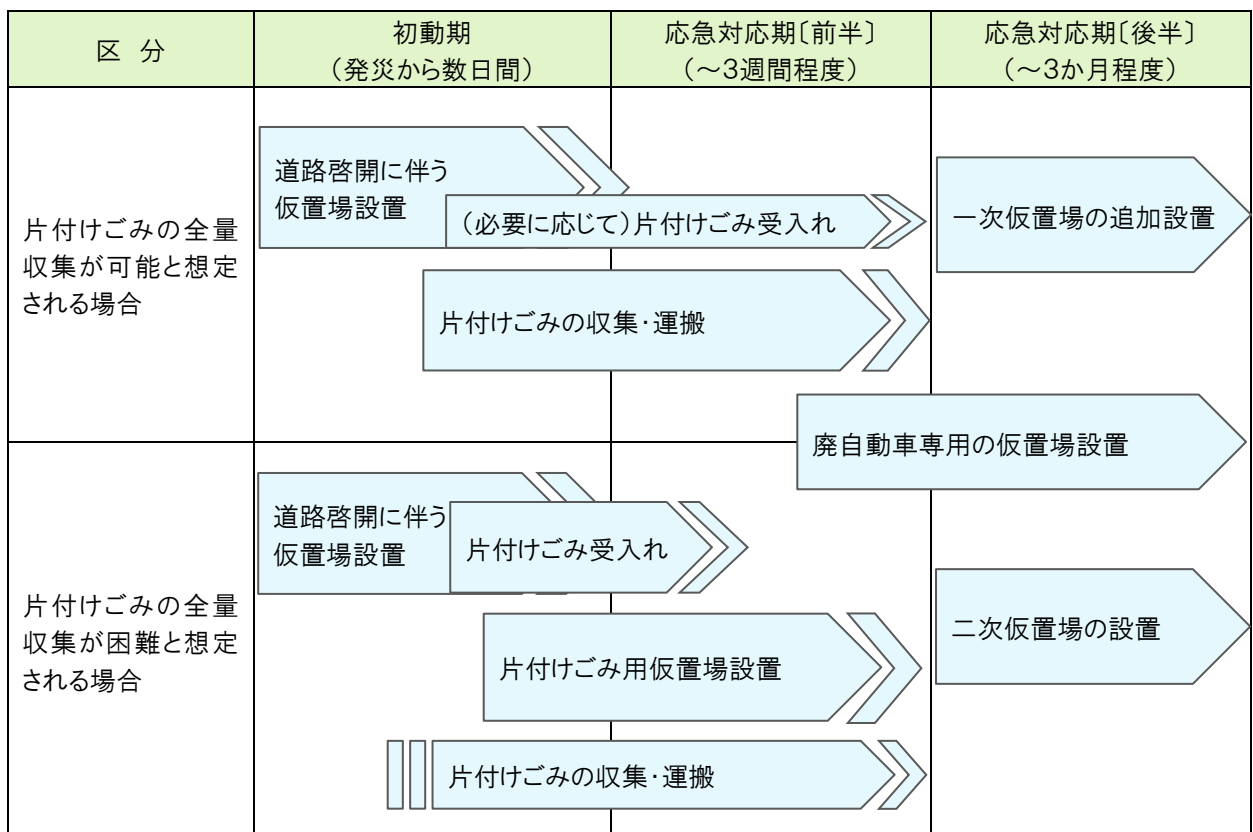 区 分
初動期
（発災から数日間）
応急対応期〔前半〕
（～3週間程度）
応急対応期〔後半〕
（～3か月程度）
片付けごみの全量
収集が可能と想定
される場合
道路啓開に伴う
仮置場設置
（必要に応じて）片付けごみ受入れ
片付けごみの収集・運搬
一次仮置場の追加設置
廃自動車専用の仮置場設置
片付けごみの全量
収集が困難と想定
される場合
道路啓開に伴う
仮置場設置
片付けごみ受入れ
片付けごみ用仮置場設置
片付けごみの収集・運搬
二次仮置場の設置